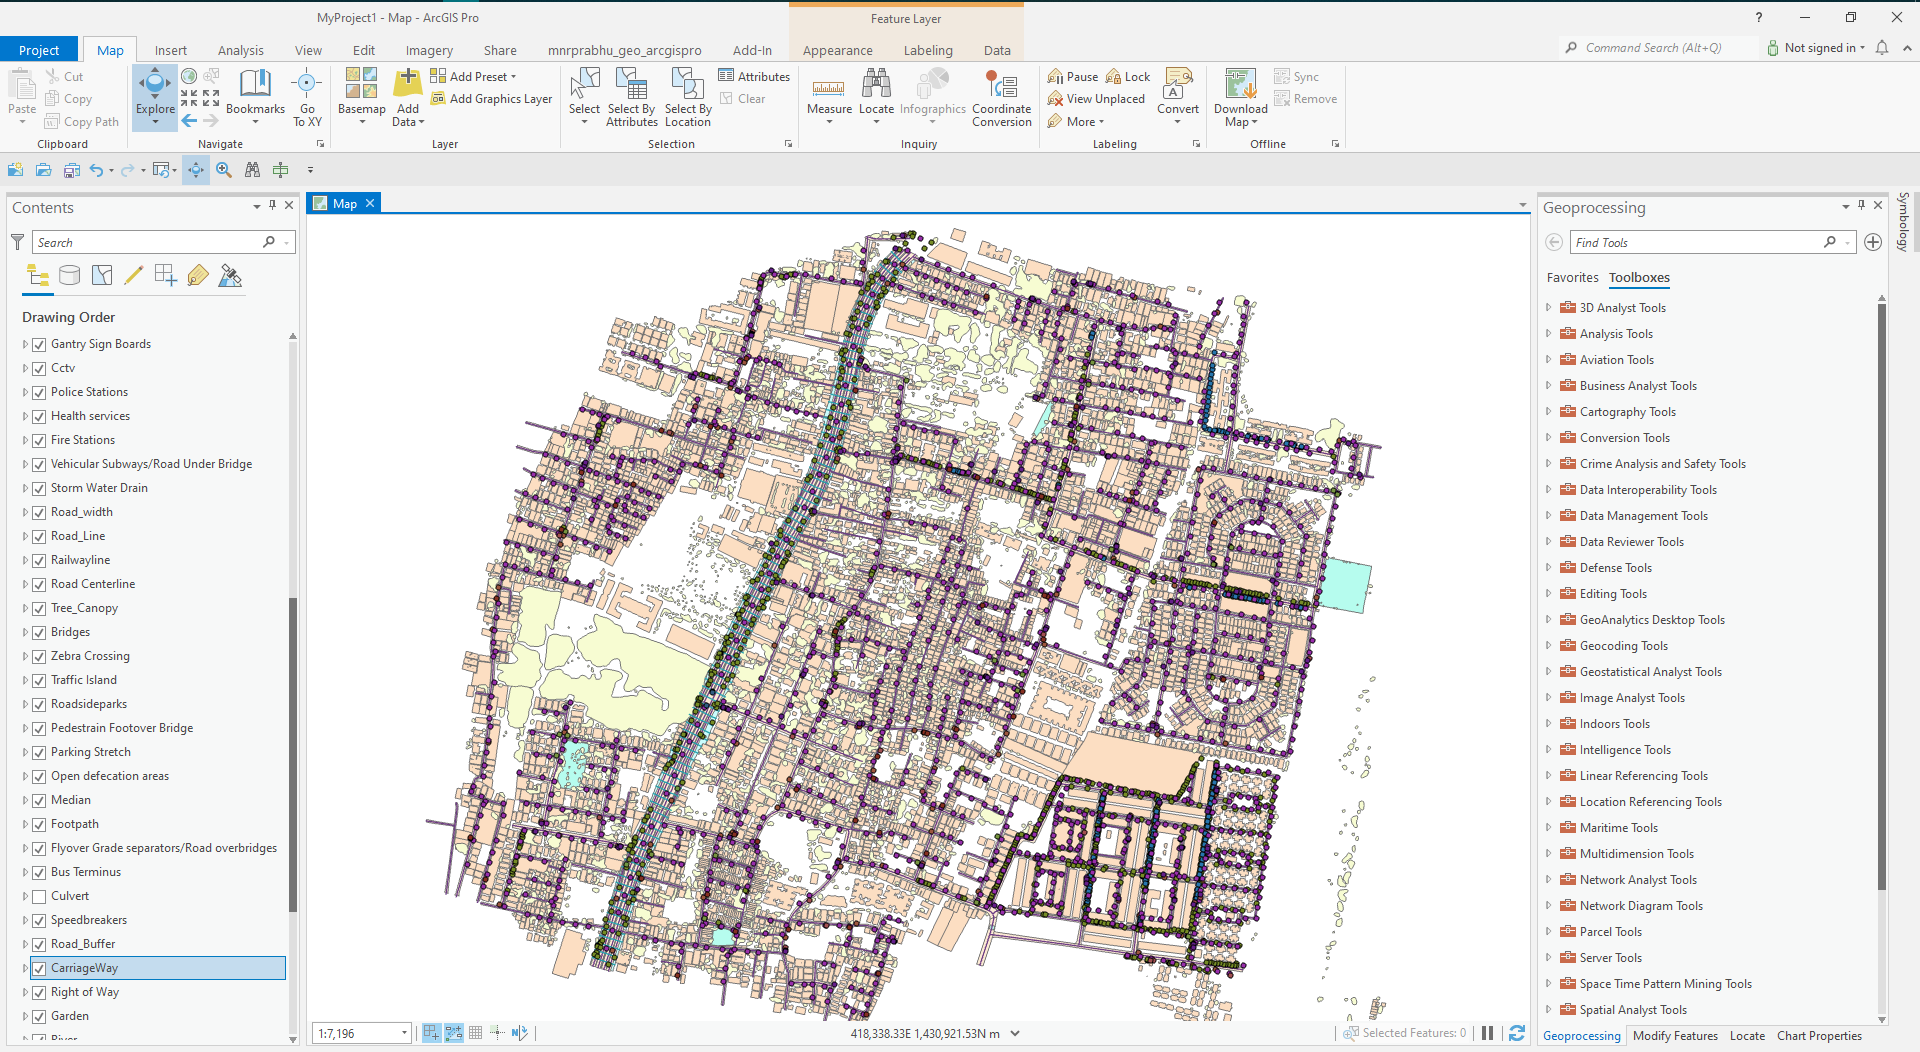 MyProject1 - Map - ArcGIS Pro
Feature Layer
?
Project
Map
Insert
Analysis
View
Edit
Imagery
Share
mnrprabhu_geo_arcgispro
Add-In
Appearance
Labeling
Data
Command Search (Alt+Q)
Not signed in
Paste
Cut
Copy
Copy Path
Clipboard
Explore
Bookmarks
Go
To XY
Navigate
Basemap
Add
Data
Add Preset
Add Graphics Layer
Layer
Select
Select By
Attributes
Select By
Location
Attributes
Clear
Selection
Measure
Locate
Infographics
Coordinate
Conversion
Inquiry
Pause
Lock
View Unplaced
More
Convert
Labeling
Download
Map
Sync
Remove
Offline
Contents
Search
Drawing Order
Gantry Sign Boards
Cctv
Police Stations
Health services
Fire Stations
Vehicular Subways/Road Under Bridge
Storm Water Drain
Road_width
Road_Line
Railwayline
Road Centerline
Tree_Canopy
Bridges
Zebra Crossing
Traffic Island
Roadsideparks
Pedestrain Footover Bridge
Parking Stretch
Open defecation areas
Median
Footpath
Flyover Grade separators/Road overbridges
Bus Terminus
Culvert
Speedbreakers
Road_Buffer
CarriageWay
Right of Way
Garden
River
Map
1:7,196
418,338.33E 1,430,921.53N m
Selected Features: 0
Geoprocessing
Find Tools
Favorites
Toolboxes
3D Analyst Tools
Analysis Tools
Aviation Tools
Business Analyst Tools
Cartography Tools
Conversion Tools
Crime Analysis and Safety Tools
Data Interoperability Tools
Data Management Tools
Data Reviewer Tools
Defense Tools
Editing Tools
GeoAnalytics Desktop Tools
Geocoding Tools
Geostatistical Analyst Tools
Image Analyst Tools
Indoors Tools
Intelligence Tools
Linear Referencing Tools
Location Referencing Tools
Maritime Tools
Multidimension Tools
Network Analyst Tools
Network Diagram Tools
Parcel Tools
Server Tools
Space Time Pattern Mining Tools
Spatial Analyst Tools
Geoprocessing
Modify Features
Locate
Chart Properties
Symbology